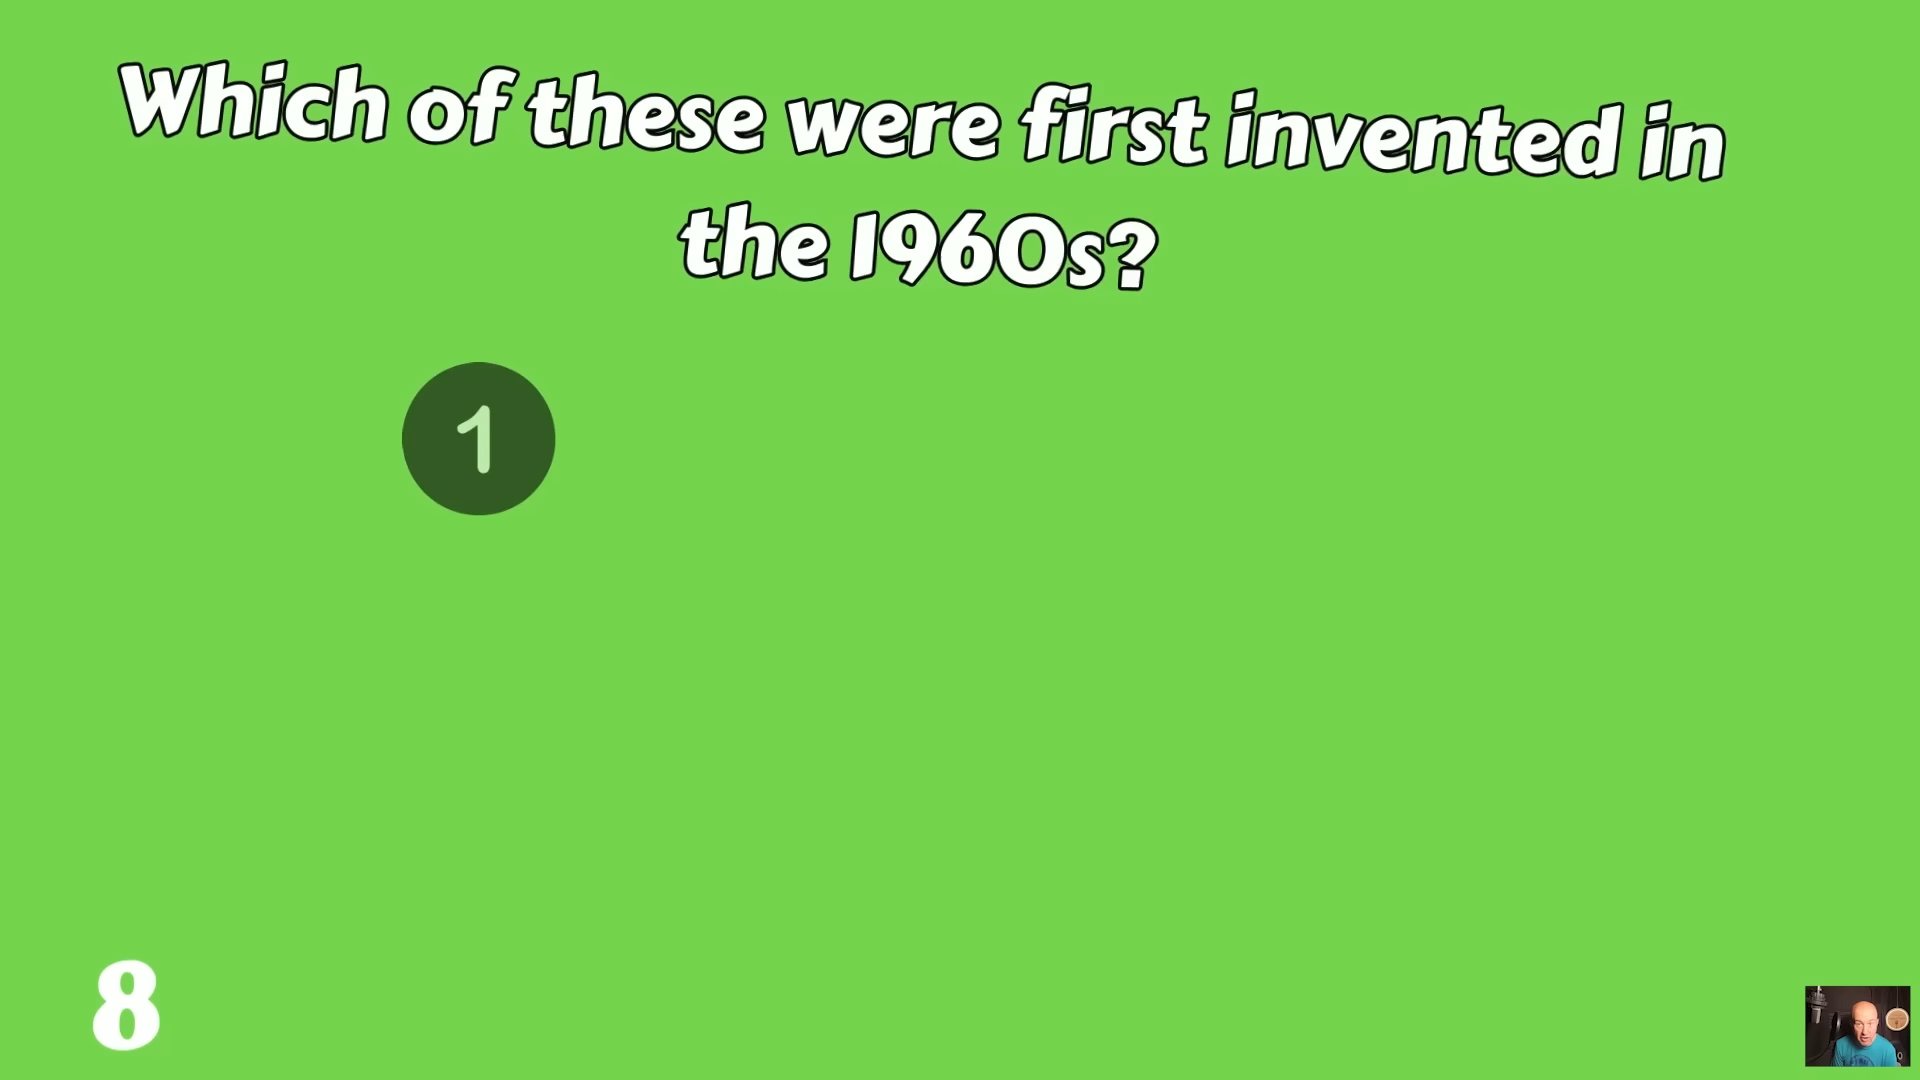 Which of these were first invented in
the 1960s?
1
8